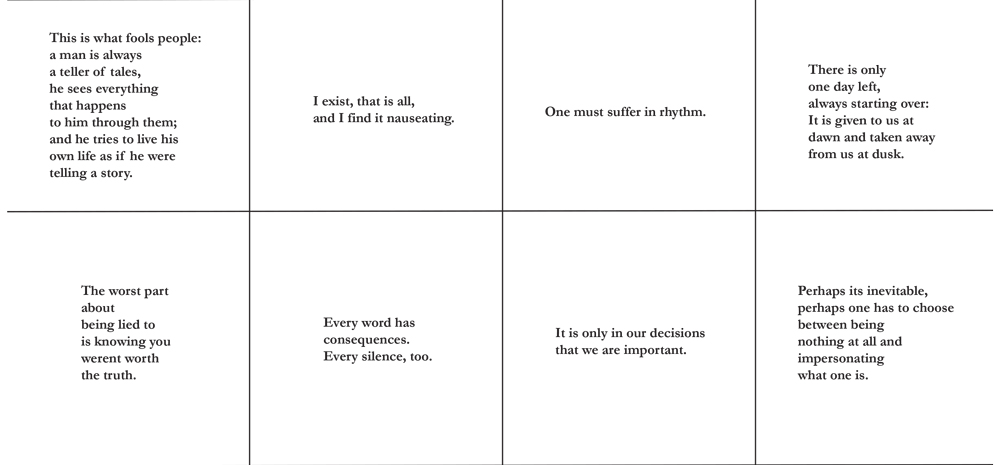 This is what fools people:
a man is always
a teller of tales,
he sees everything
that happens
to him through them;
and he tries to live his
own life as if he were
telling a story.
I exist, that is all,
and I find it nauseating.
One must suffer in rhythm.
There is only
one day left,
always starting over:
It is given to us at
dawn and taken away
from us at dusk.
The worst part
about
being lied to
is knowing you
werent worth
the truth.
Every word has
consequences.
Every silence, too.
It is only in our decisions
that we are important.
Perhaps its inevitable,
perhaps one has to choose
between being
nothing at all and
impersonating
what one is.